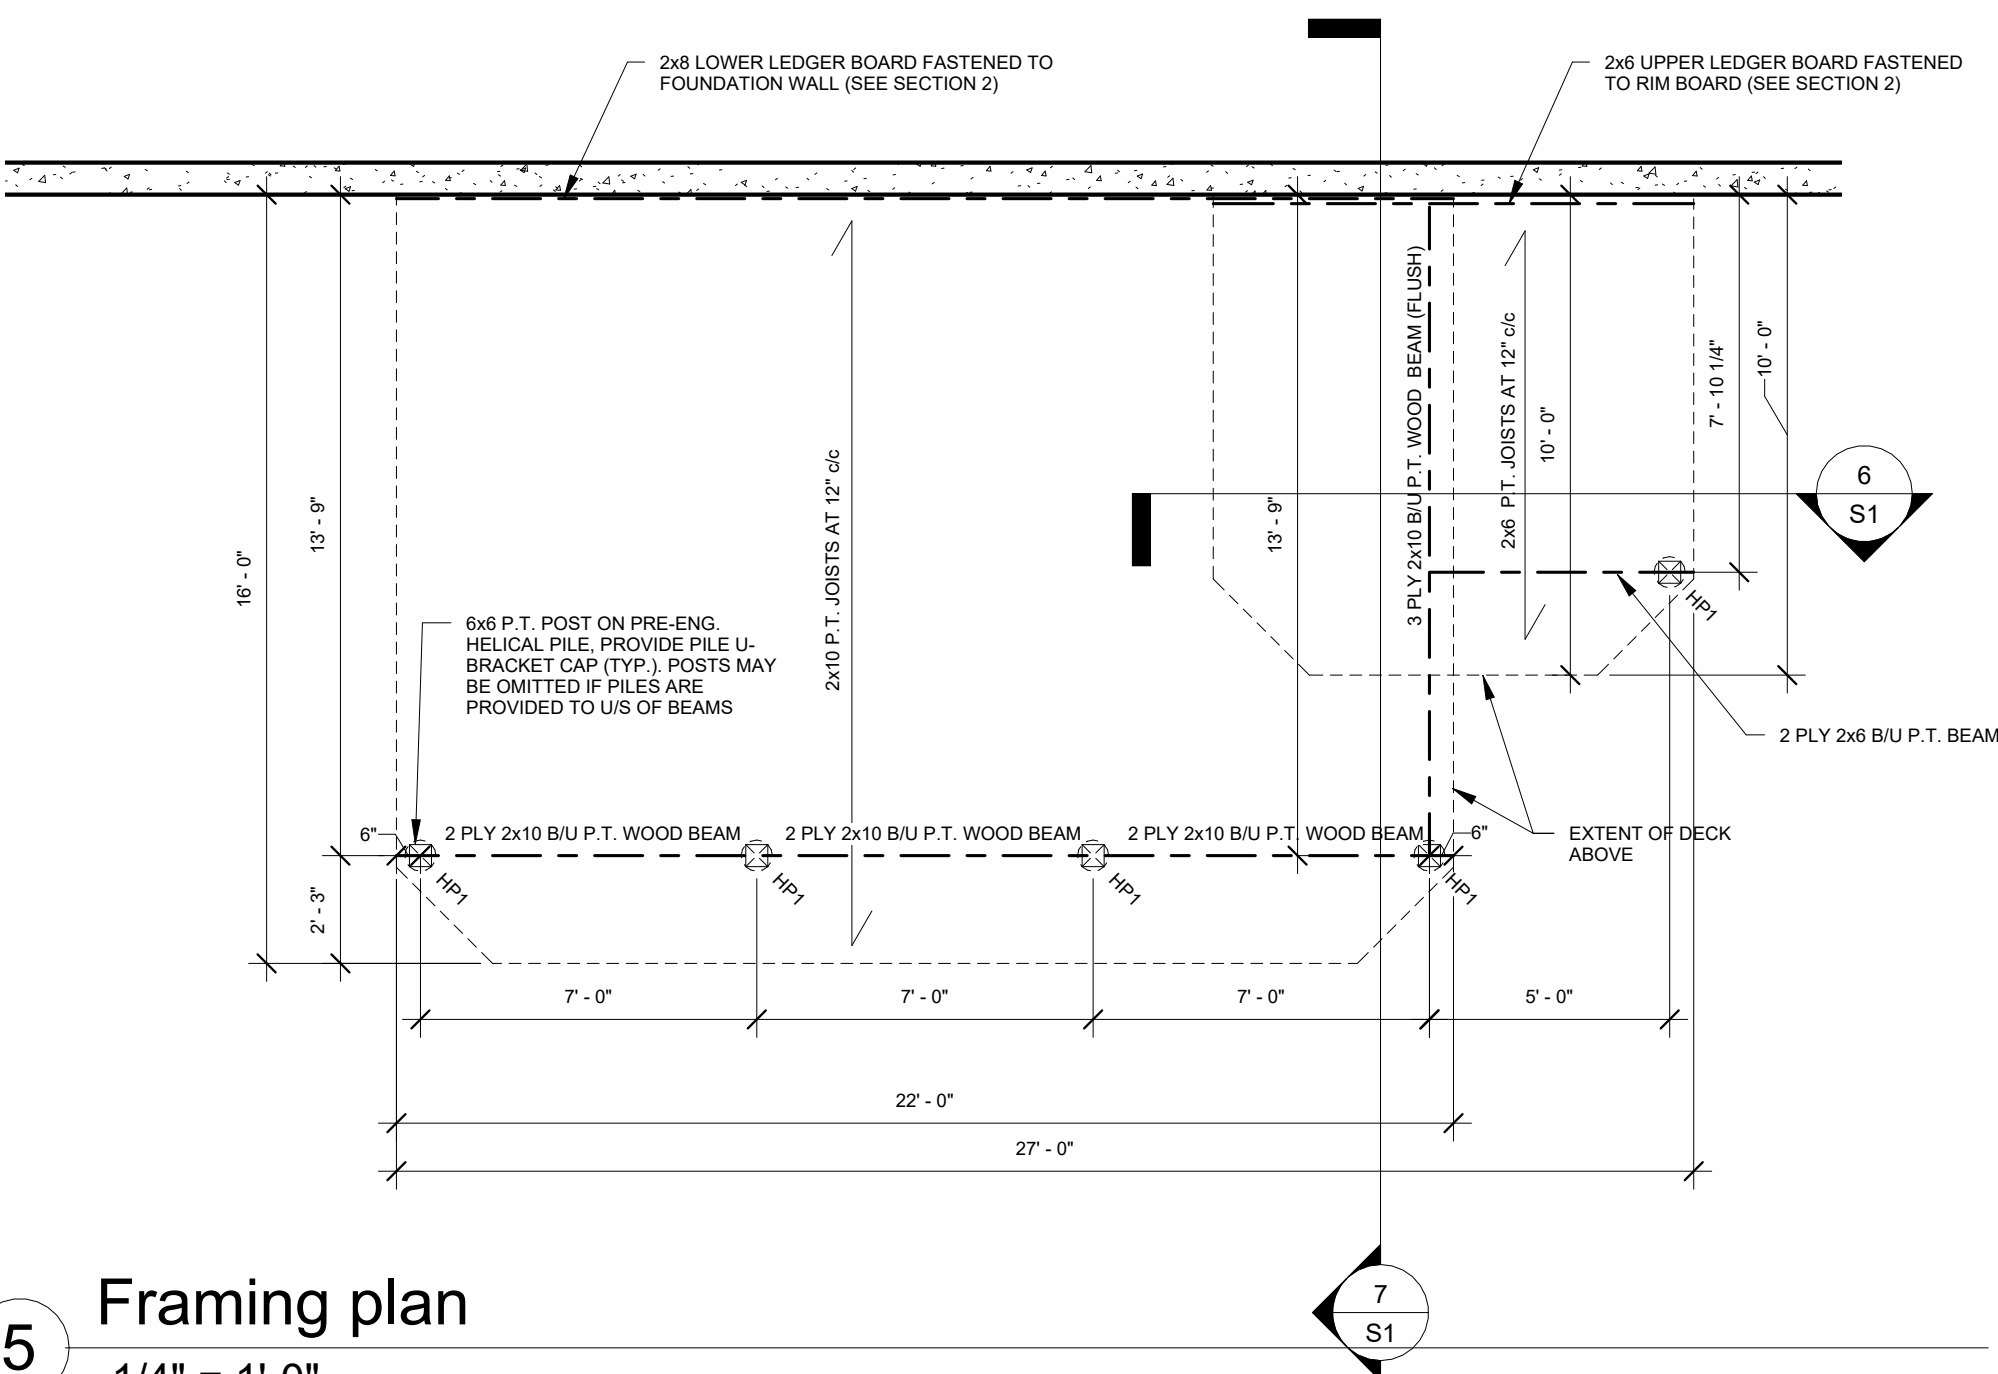 2x8 LOWER LEDGER BOARD FASTENED TO
FOUNDATION WALL (SEE SECTION 2)
2x6 UPPER LEDGER BOARD FASTENED
TO RIM BOARD (SEE SECTION 2)
16' - 0"
13' - 9"
2' - 3"
2x10 P.T. JOISTS AT 12" c/c
13' - 9"
3 PLY 2x10 B/U P.T. WOOD BEAM (FLUSH)
2x6 P.T. JOISTS AT 12" c/c
10' - 0"
7' - 10 1/4"
10' - 0"
6
S1
6x6 P.T. POST ON PRE-ENG.
HELICAL PILE, PROVIDE PILE U-
BRACKET CAP (TYP.). POSTS MAY
BE OMITTED IF PILES ARE
PROVIDED TO U/S OF BEAMS
HP1
2 PLY 2x6 B/U P.T. BEAM
6"
2 PLY 2x10 B/U P.T. WOOD BEAM
2 PLY 2x10 B/U P.T. WOOD BEAM
2 PLY 2x10 B/U P.T. WOOD BEAM
6"
EXTENT OF DECK
ABOVE
HP1
HP1
HP1
HP1
7' - 0"
7' - 0"
7' - 0"
5' - 0"
22' - 0"
27' - 0"
7
S1
5
Framing plan
1/4" = 1'-0"